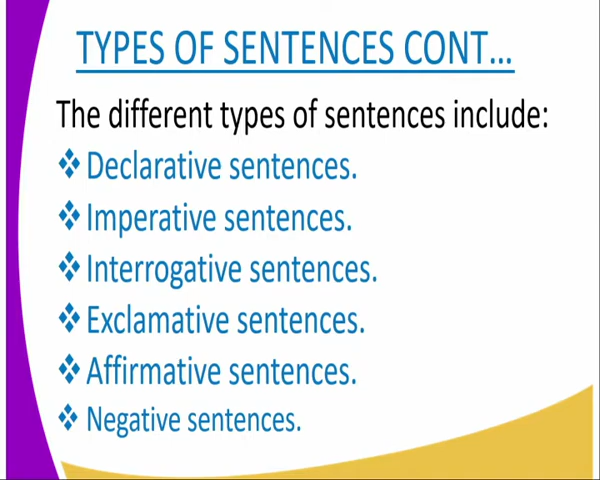 TYPES OF SENTENCES CONT...
The different types of sentences include:
❖Declarative sentences.
❖Imperative sentences.
❖Interrogative sentences.
❖Exclamative sentences.
❖Affirmative sentences.
❖Negative sentences.